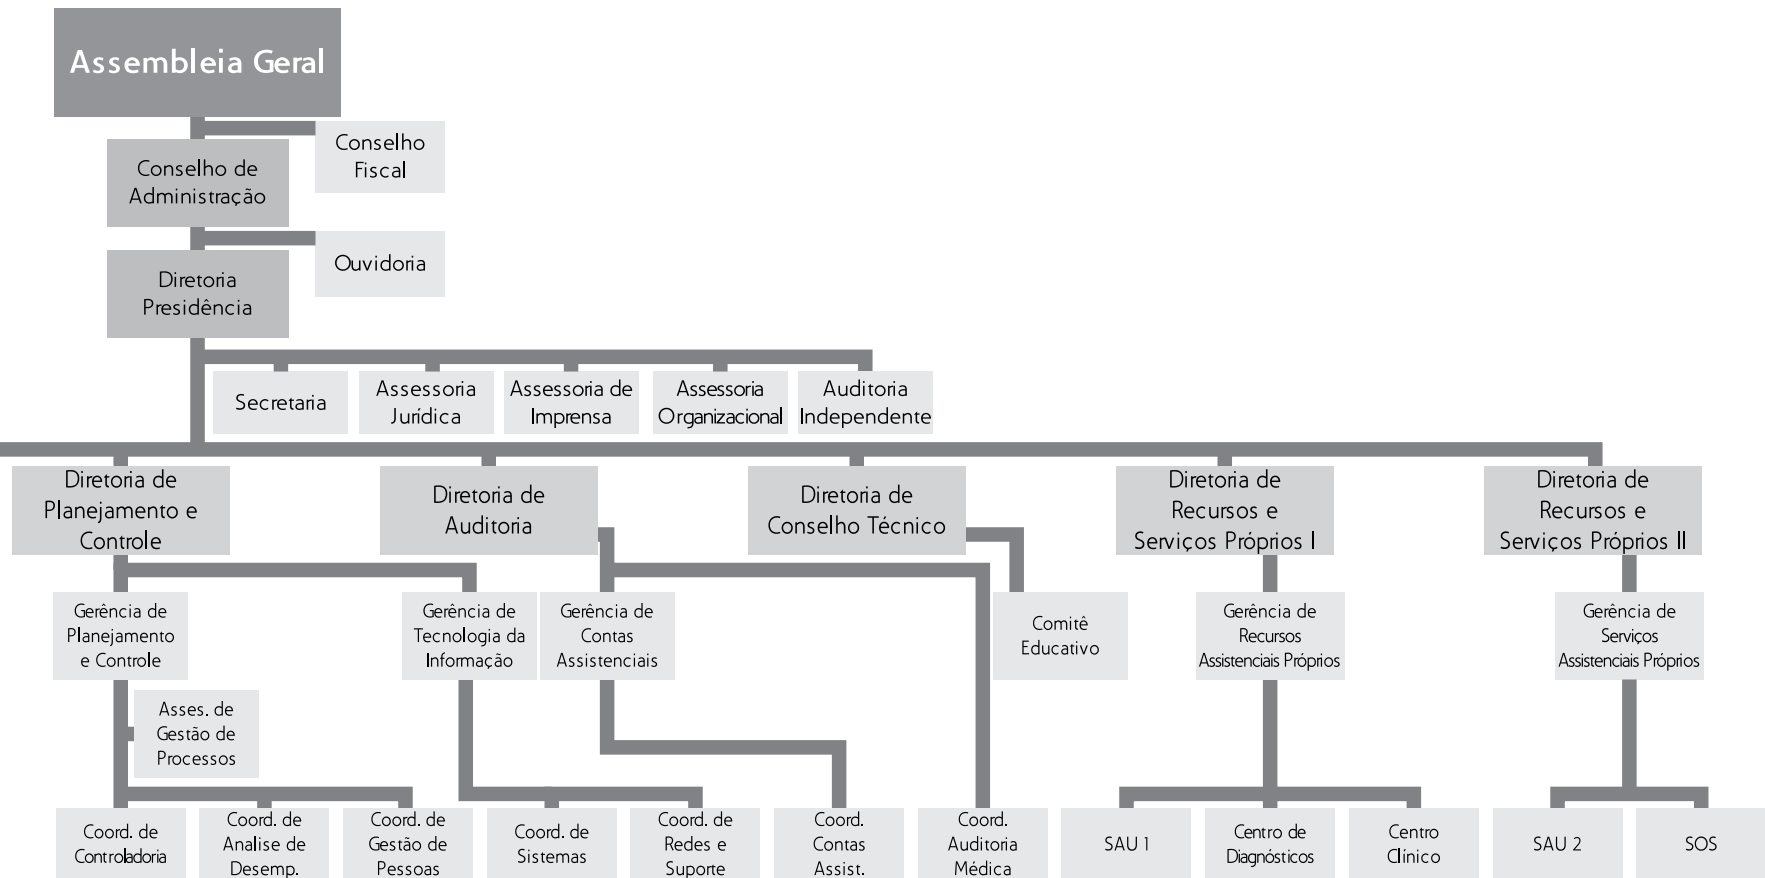 Assembleia Geral
Conselho
Fiscal
Conselho de
Administração
Ouvidoria
Diretoria
Presidência
Secretaria
Assessoria
Jurídica
Assessoria de
Imprensa
Assessoria
Organizacional
Auditoria
Independente
Diretoria de
Planejamento e
Controle
Diretoria de
Auditoria
Diretoria de
Conselho Técnico
Diretoria de
Recursos e
Serviços Próprios I
Diretoria de
Recursos e
Serviços Próprios II
Gerência de
Planejamento
e Controle
Gerência de
Tecnologia da
Informação
Gerência de
Contas
Assistenciais
Comitê
Educativo
Gerência de
Recursos
Assistenciais Próprios
Gerência de
Serviços
Assistenciais Próprios
Asses. de
Gestão de
Processos
Coord. de
Controladoria
Coord. de
Analise de
Desemp.
Coord. de
Gestão de
Pessoas
Coord. de
Sistemas
Coord. de
Redes e
Suporte
Coord.
Contas
Assist.
Coord.
Auditoria
Médica
SAU 1
Centro de
Diagnósticos
Centro
Clínico
SAU 2
SOS